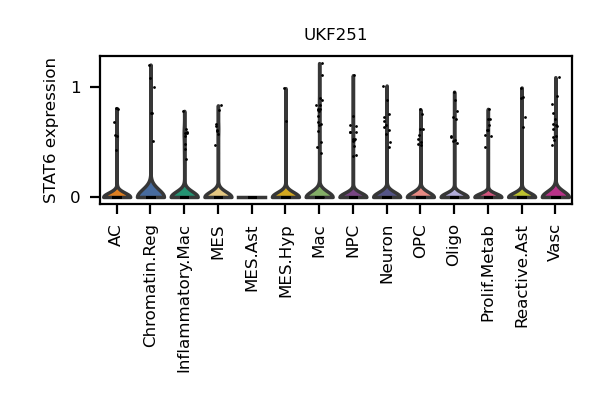 UKF251
STAT6 expression
1
0
AC
Chromatin.Reg
Inflammatory.Mac
MES
MES.Ast
MES.Hyp
Mac
NPC
Neuron
OPC
Oligo
Prolif.Metab
Reactive.Ast
Vasc